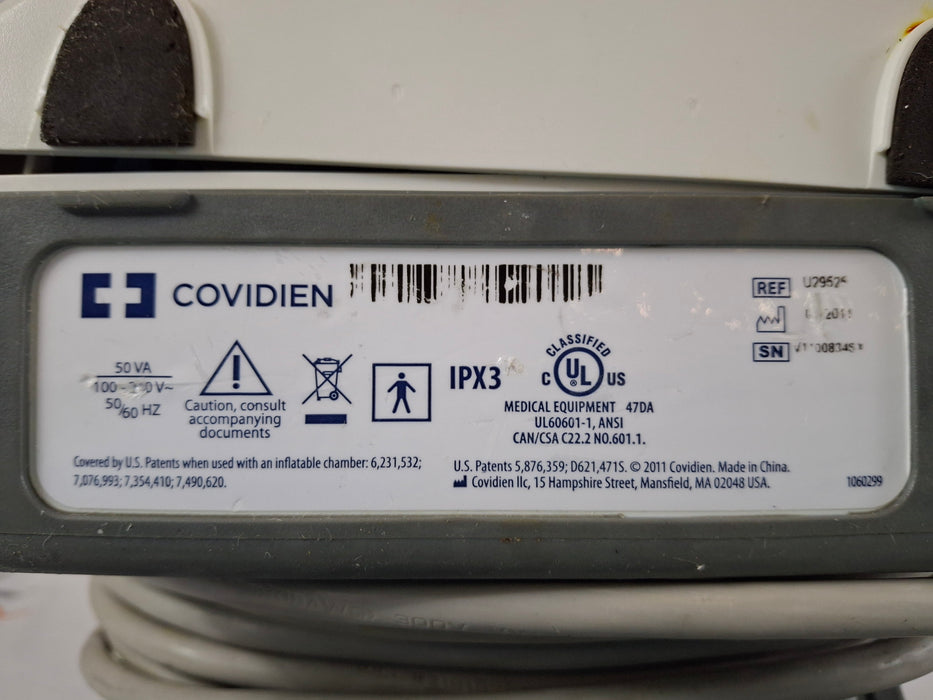 COVIDIEN
REF
SN
50 VA
50/60 HZ
Caution, consult
accompanying
documents
IPX3
CLASSIFIED
C UL US
MEDICAL EQUIPMENT 47DA
UL60601-1, ANSI
CAN/CSA C22.2 NO.601.1.
Covered by U.S. Patents when used with an inflatable chamber: 6,231,532;
7,076,993; 7,354,410; 7,490,620.
U.S. Patents 5,876,359; D621,471S. © 2011 Covidien. Made in China.
Covidien llc, 15 Hampshire Street, Mansfield, MA 02048 USA.
1060299